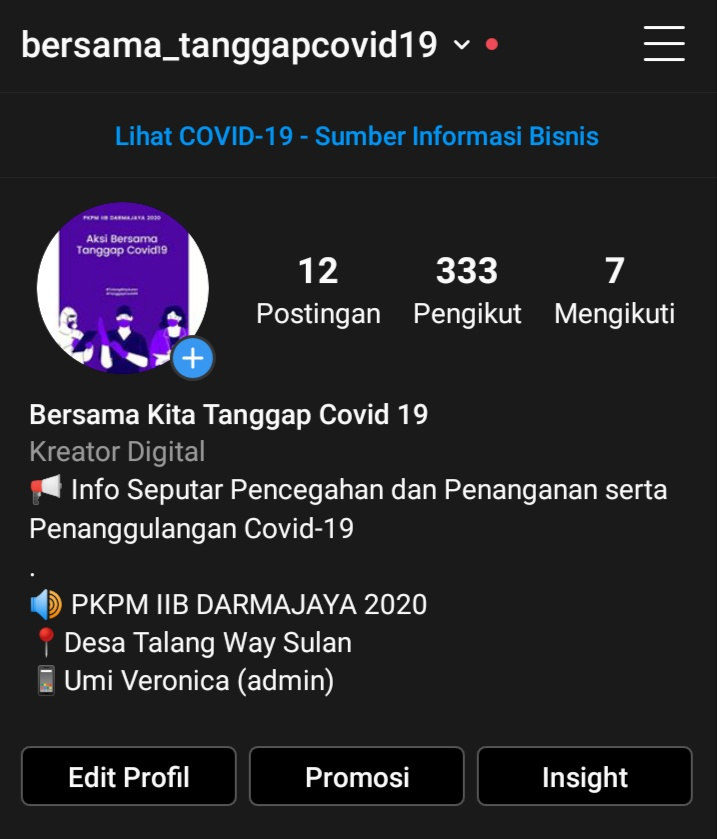 bersama_tanggapcovid19
Lihat COVID-19 - Sumber Informasi Bisnis
PKPM IIB DARMAJAYA 2020
Aksi Bersama
Tanggap Covid19
12
Postingan
333
Pengikut
7
Mengikuti
Bersama Kita Tanggap Covid 19
Kreator Digital
📢 Info Seputar Pencegahan dan Penanganan serta
Penanggulangan Covid-19
.
🔊 PKPM IIB DARMAJAYA 2020
📍 Desa Talang Way Sulan
📱 Umi Veronica (admin)
Edit Profil
Promosi
Insight